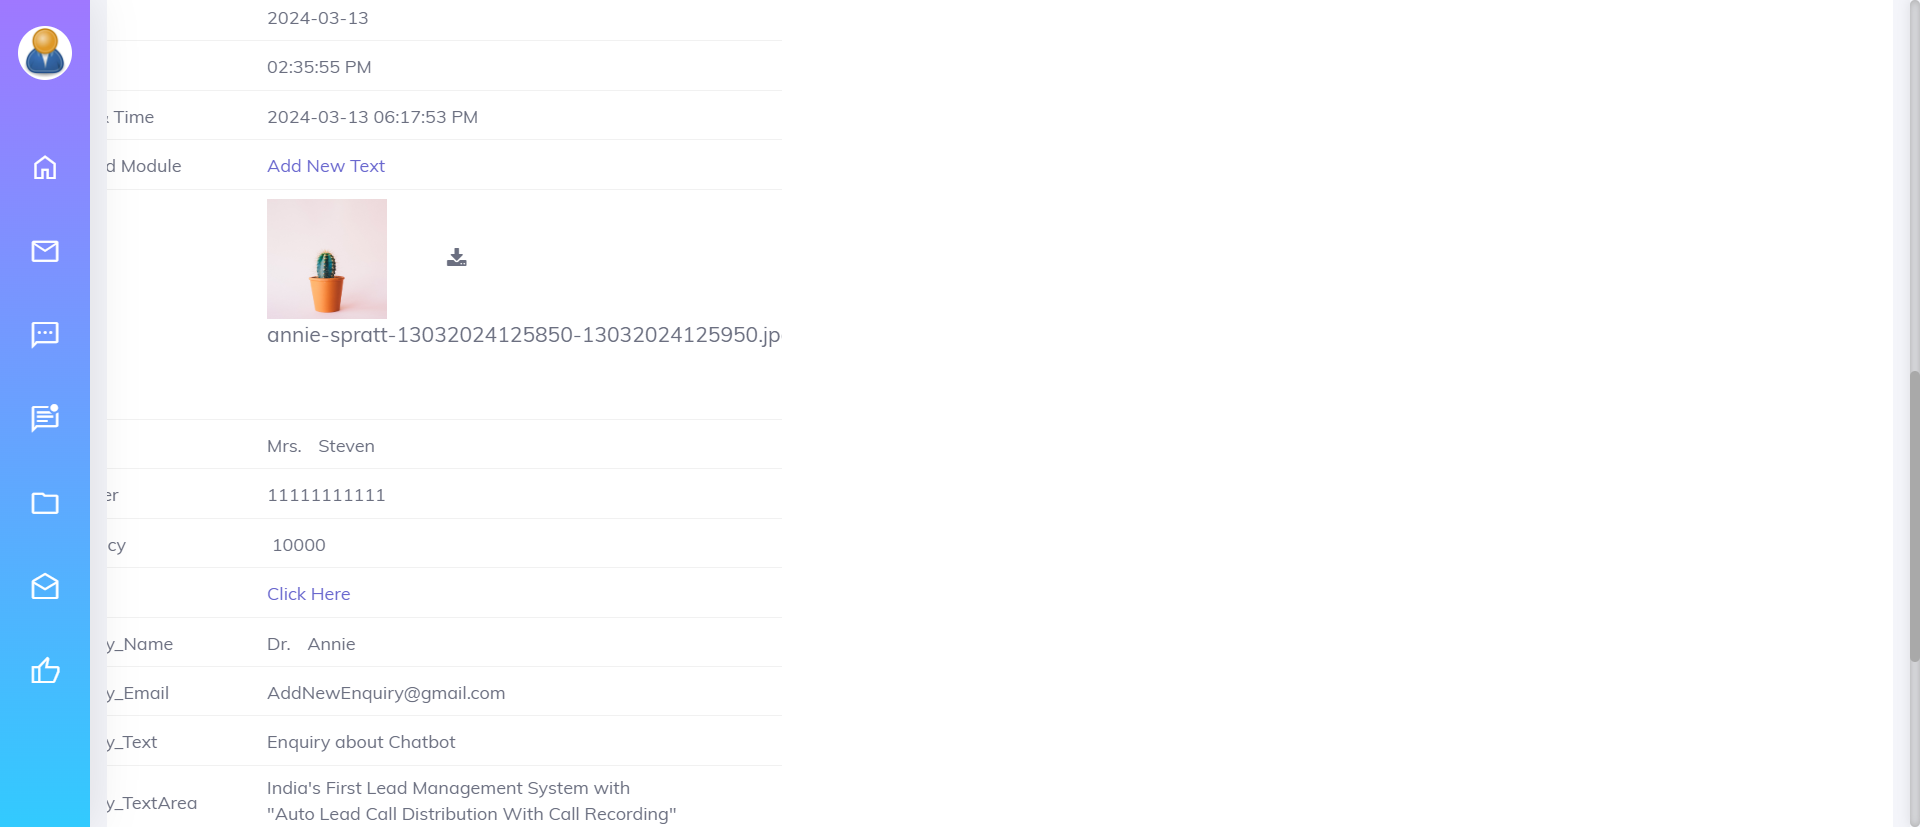 2024-03-13
02:35:55 PM
Time 2024-03-13 06:17:53 PM
d Module Add New Text
annie-spratt-13032024125850-13032024125950.jp
Mrs. Steven
er 11111111111
cy 10000
Click Here
y_Name Dr. Annie
y_Email AddNewEnquiry@gmail.com
y_Text Enquiry about Chatbot
India's First Lead Management System with
y_TextArea
"Auto Lead Call Distribution With Call Recording"